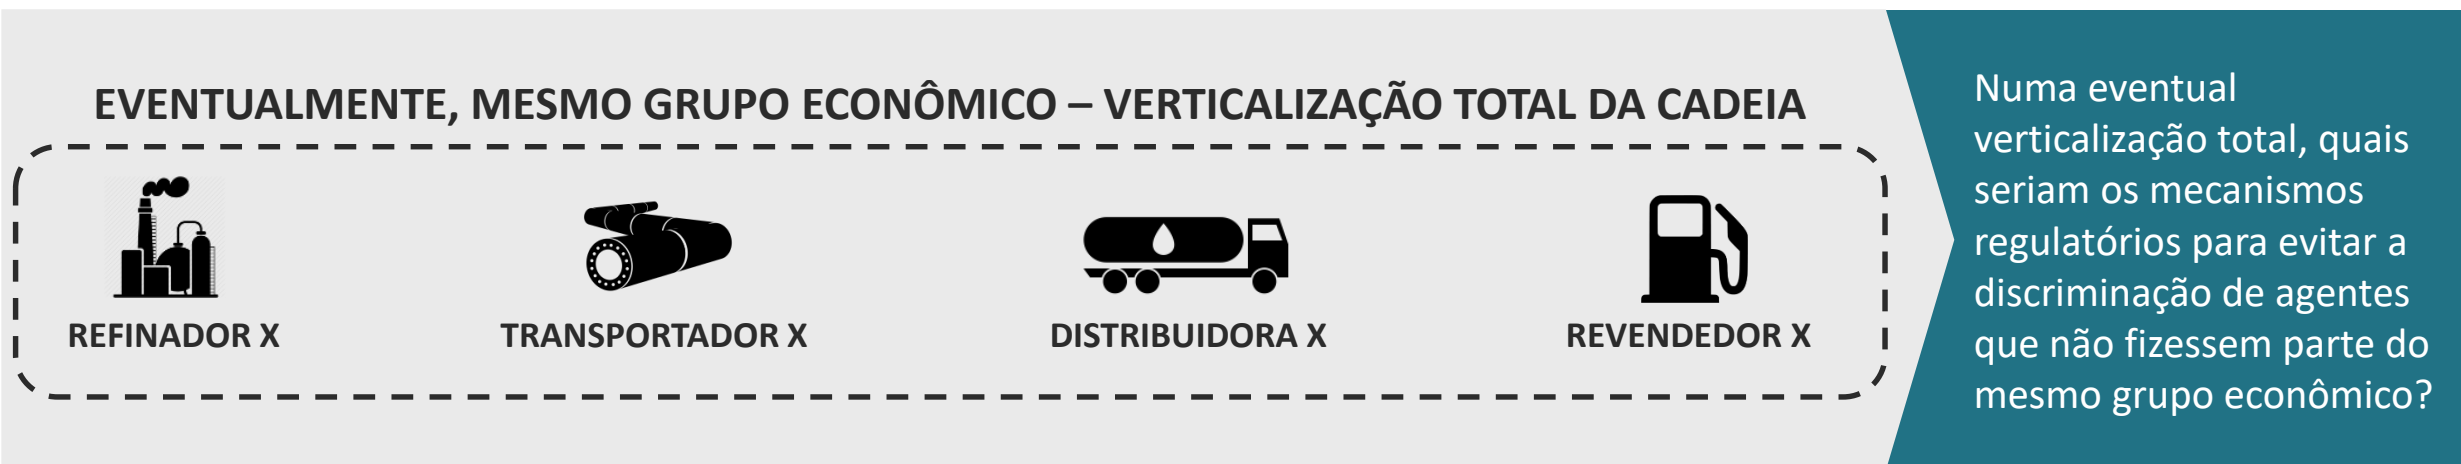 EVENTUALMENTE, MESMO GRUPO ECONÔMICO – VERTICALIZAÇÃO TOTAL DA CADEIA
REFINADOR X
TRANSPORTADOR X
DISTRIBUIDORA X
REVENDEDOR X
Numa eventual
verticalização total, quais
seriam os mecanismos
regulatórios para evitar a
discriminação de agentes
que não fizessem parte do
mesmo grupo econômico?